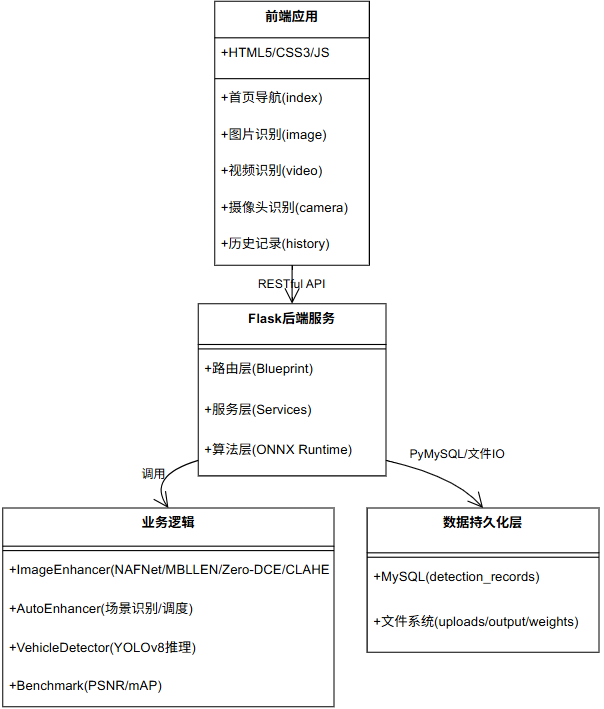 前端应用
+HTML5/CSS3/JS
+首页导航(index)
+图片识别(image)
+视频识别(video)
+摄像头识别(camera)
+历史记录(history)
RESTful API
Flask后端服务
+路由层(Blueprint)
+服务层(Services)
+算法层(ONNX Runtime)
调用
PyMySQL/文件IO
业务逻辑
+ImageEnhancer(NAFNet/MBLLEN/Zero-DCE/CLAHE
+AutoEnhancer(场景识别/调度)
+VehicleDetector(YOLOv8推理)
+Benchmark(PSNR/mAP)
数据持久化层
+MySQL(detection_records)
+文件系统(uploads/output/weights)